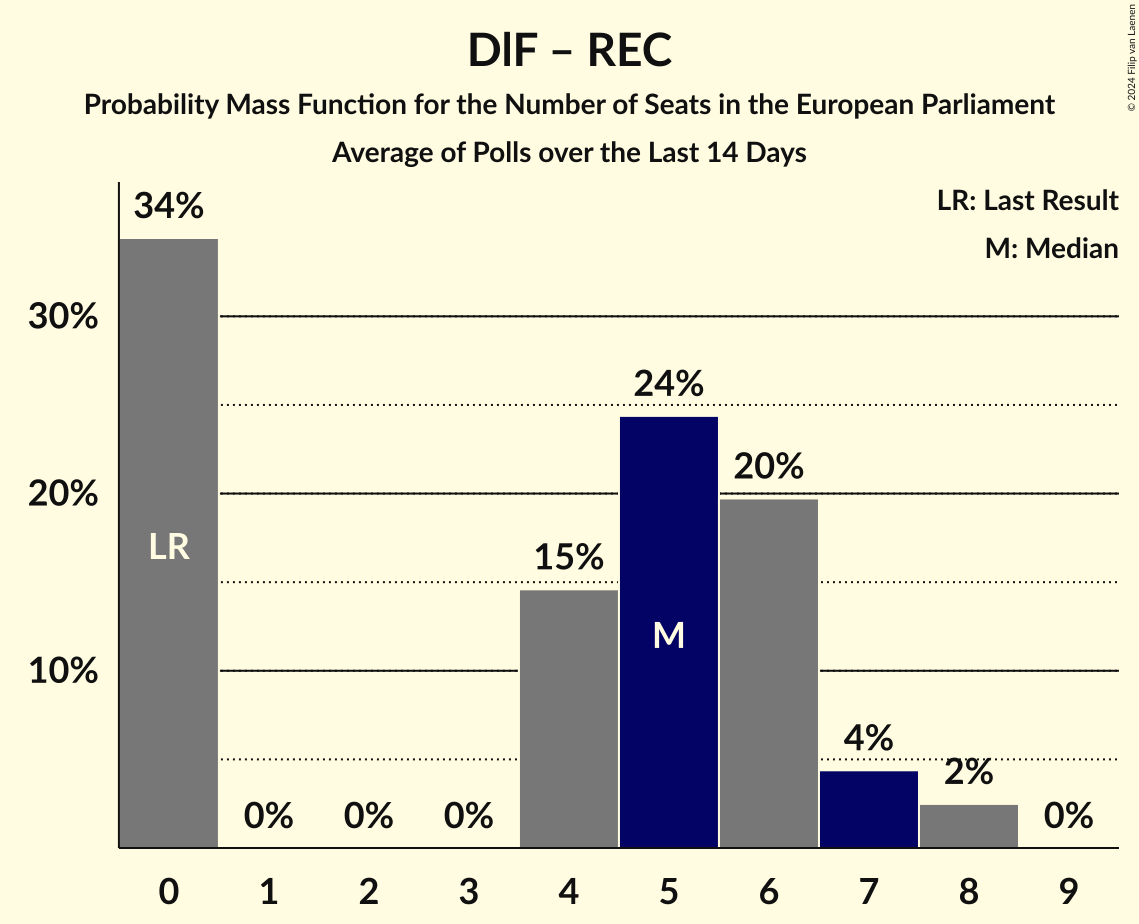 DIF – REC
Probability Mass Function for the Number of Seats in the European Parliament
Average of Polls over the Last 14 Days
© 2024 Filip van Laenen
LR: Last Result
M: Median
34%
30%
24%
20%
20%
15%
10%
4%
2%
0%
0%
0%
0%
LR
M
0
1
2
3
4
5
6
7
8
9